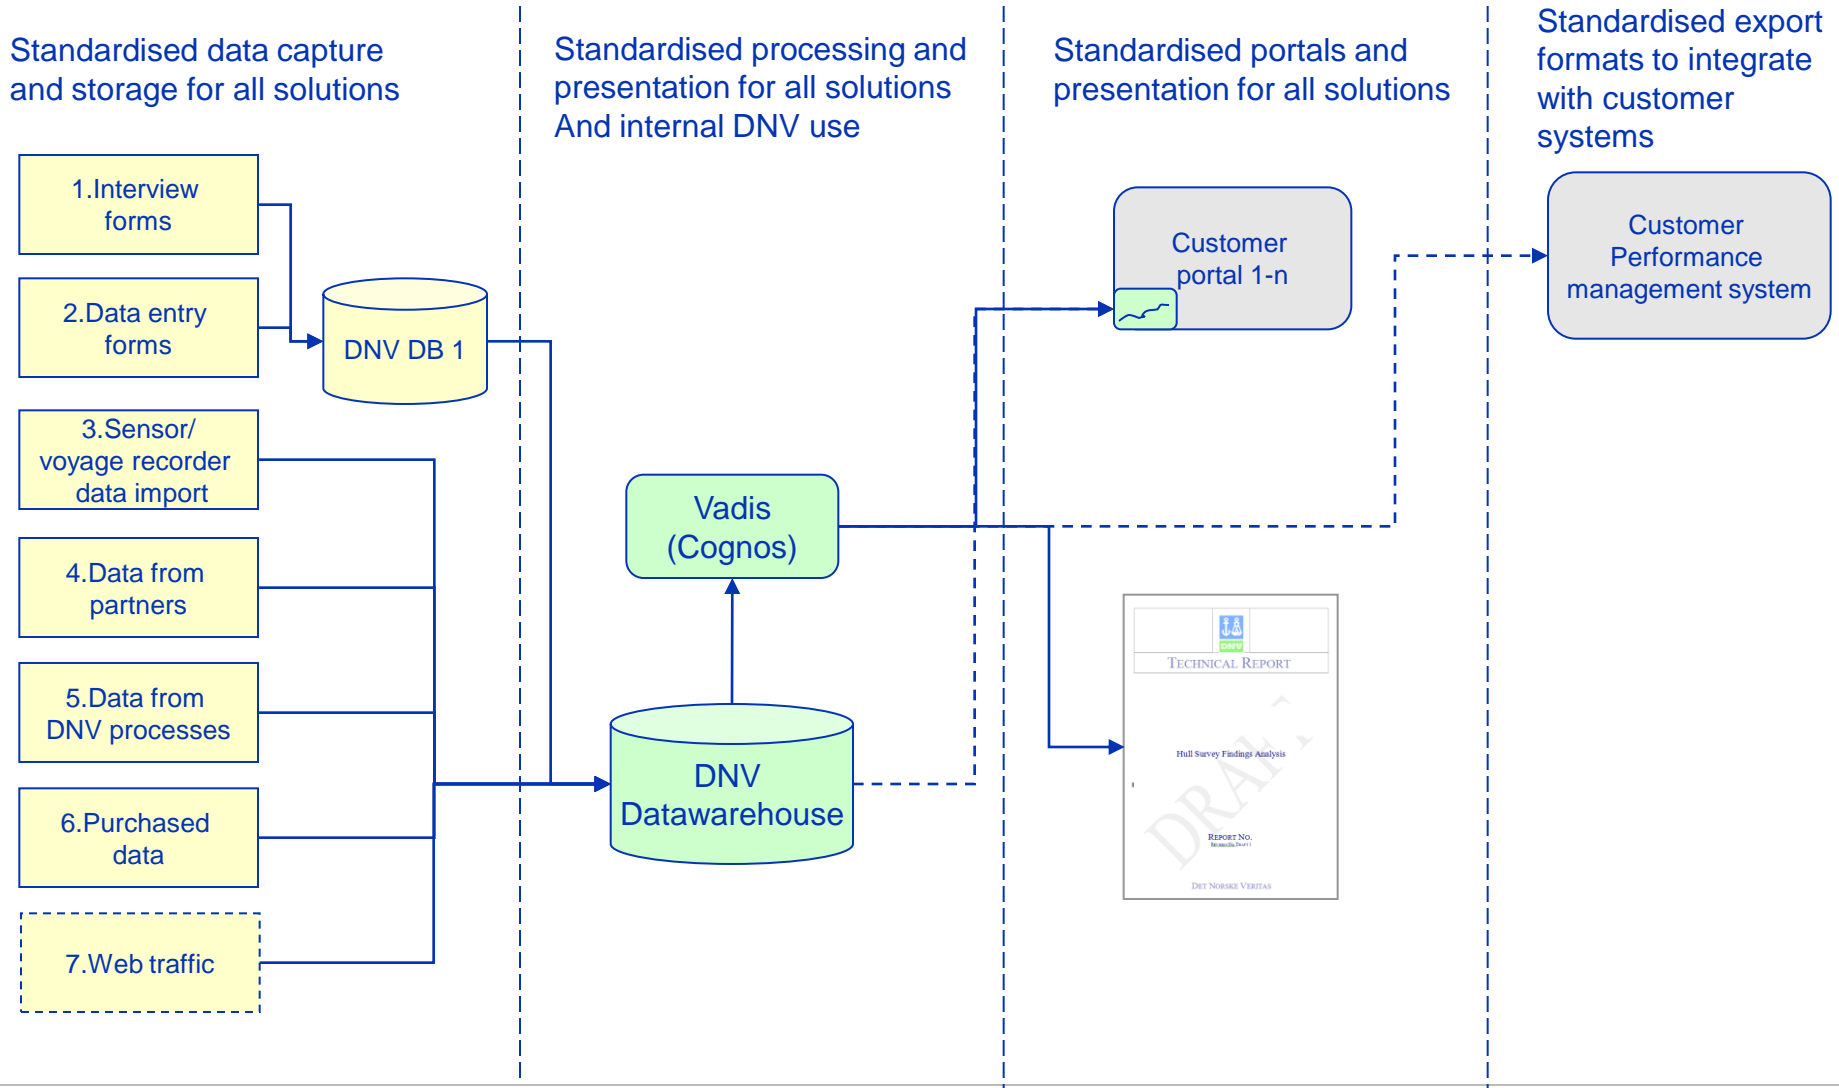 Standardised data capture
and storage for all solutions
Standardised processing and
presentation for all solutions
And internal DNV use
Standardised portals and
presentation for all solutions
Standardised export
formats to integrate
with customer
systems
1.Interview
forms
2.Data entry
forms
DNV DB 1
3.Sensor/
voyage recorder
data import
4.Data from
partners
5.Data from
DNV processes
6.Purchased
data
7.Web traffic
Vadis
(Cognos)
DNV
Datawarehouse
Customer
portal 1-n
Customer
Performance
management system
DNV
TECHNICAL REPORT
Hull Survey Findings Analysis
DRAFT
REPORT NO.
DET NORSKE VERITAS